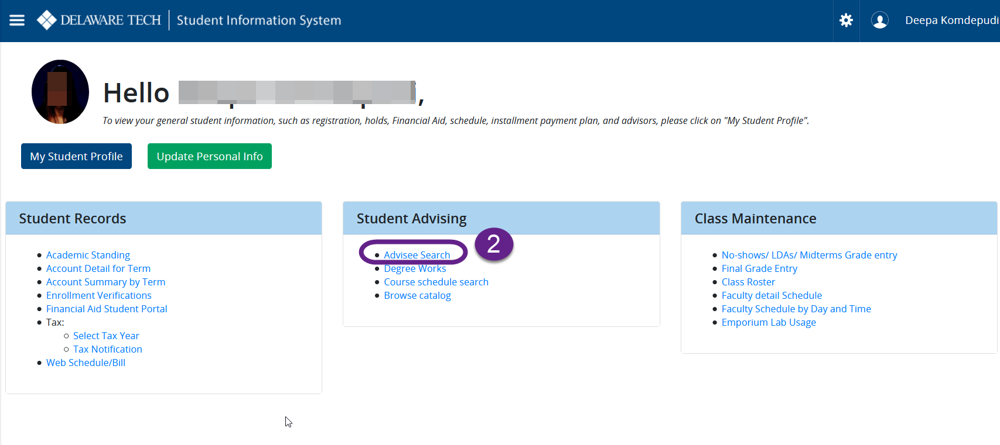 DELAWARE TECH Student Information System
Deepa Komdepudi
Hello ,
To view your general student information, such as registration, holds, Financial Aid, schedule, installment payment plan, and advisors, please click on "My Student Profile".
My Student Profile
Update Personal Info
Student Records
Academic Standing
Account Detail for Term
Account Summary by Term
Enrollment Verifications
Financial Aid Student Portal
Tax:
Select Tax Year
Tax Notification
Web Schedule/Bill
Student Advising
2
Advisee Search
Degree Works
Course schedule search
Browse catalog
Class Maintenance
No-shows/ LDAs/ Midterms Grade entry
Final Grade Entry
Class Roster
Faculty detail Schedule
Faculty Schedule by Day and Time
Emporium Lab Usage